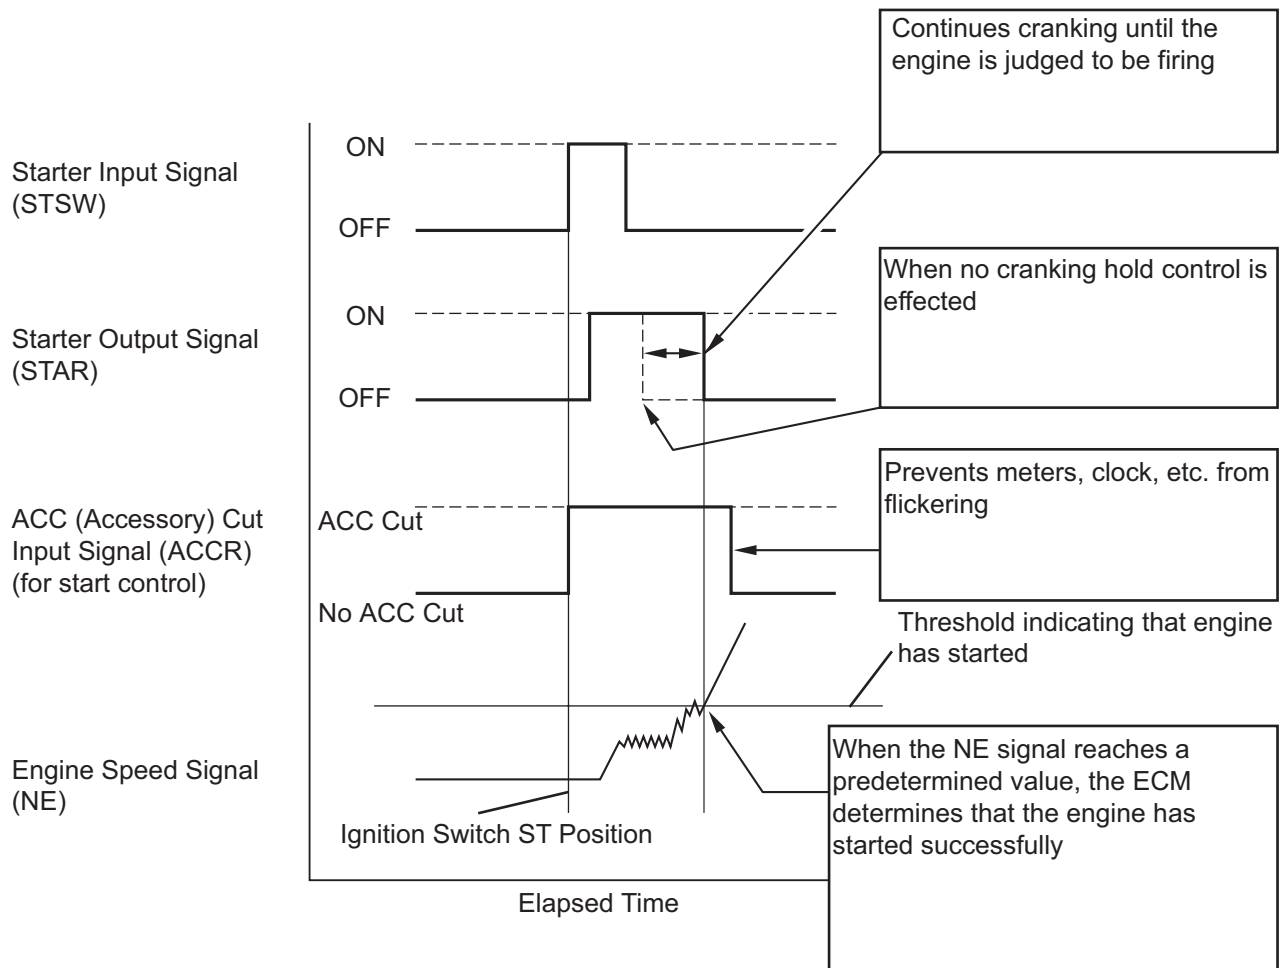 Continues cranking until the
engine is judged to be firing
Starter Input Signal
(STSW)
ON
OFF
When no cranking hold control is
effected
Starter Output Signal
(STAR)
ON
OFF
Prevents meters, clock, etc. from
flickering
ACC (Accessory) Cut
Input Signal (ACCR)
(for start control)
ACC Cut
No ACC Cut
Threshold indicating that engine
has started
Engine Speed Signal
(NE)
When the NE signal reaches a
predetermined value, the ECM
determines that the engine has
started successfully
Ignition Switch ST Position
Elapsed Time